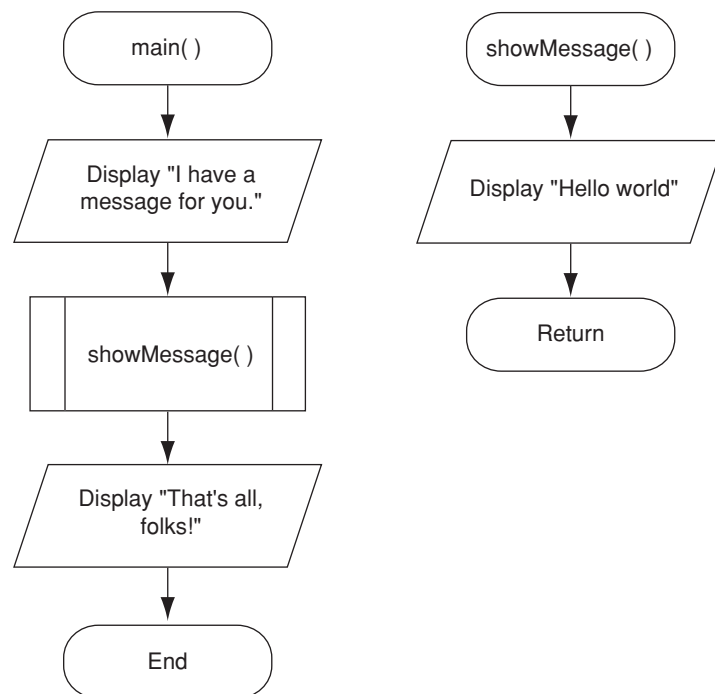 main( )
Display "I have a
message for you."
showMessage( )
Display "That's all,
folks!"
End
showMessage( )
Display "Hello world"
Return